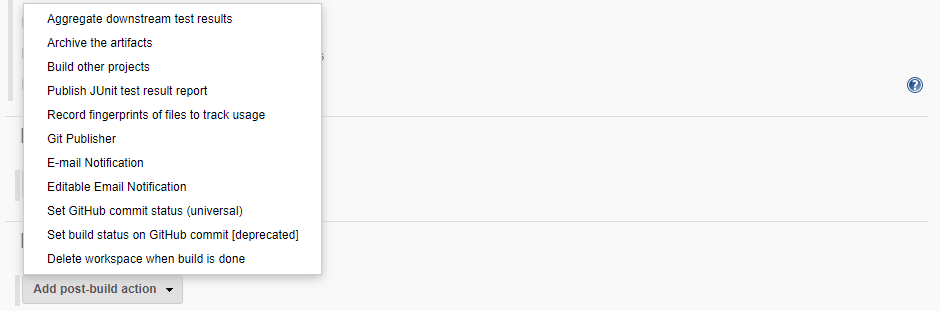 Aggregate downstream test results
Archive the artifacts
Build other projects
Publish JUnit test result report
Record fingerprints of files to track usage
Git Publisher
E-mail Notification
Editable Email Notification
Set GitHub commit status (universal)
Set build status on GitHub commit [deprecated]
Delete workspace when build is done
Add post-build action